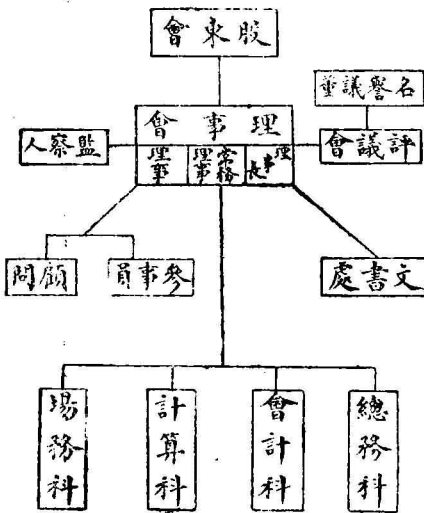 股東會
名譽議董
理事會
評議會
理事長
常務理事
理事
監察人
文書處
參事員
顧問
總務科
會計科
計算科
場務科